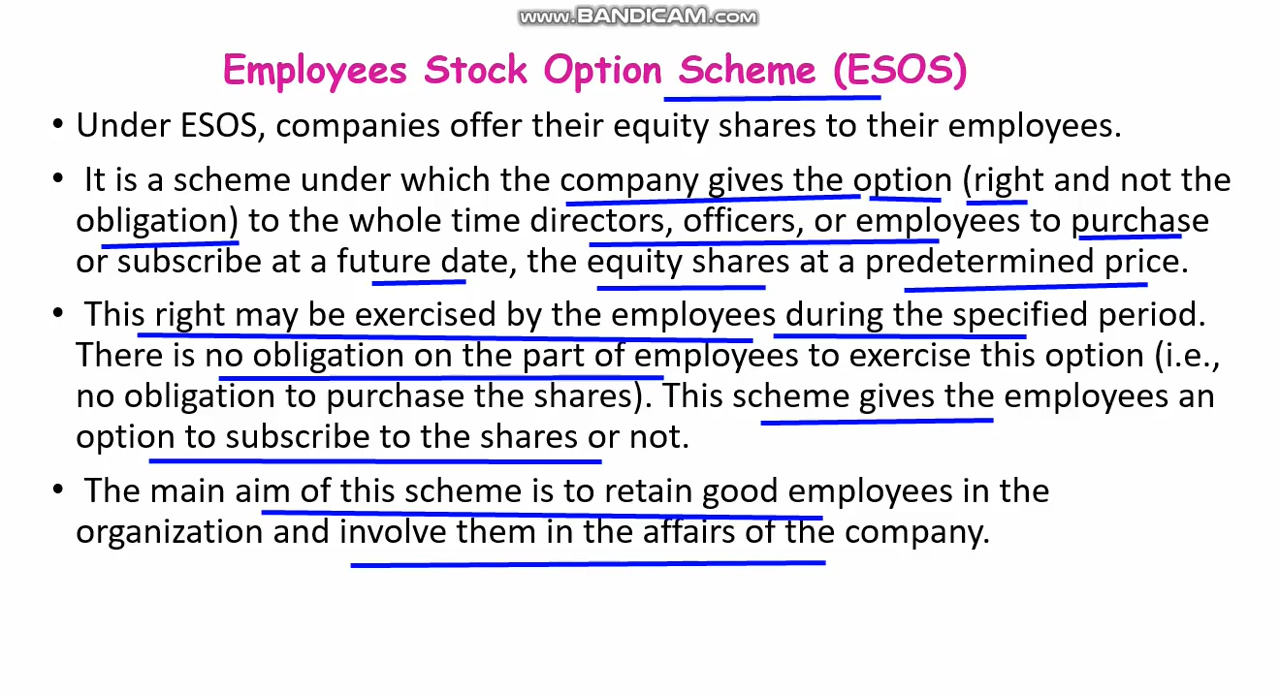 www.BANDICAM.com
Employees Stock Option Scheme (ESOS)
• Under ESOS, companies offer their equity shares to their employees.
• It is a scheme under which the company gives the option (right and not the
obligation) to the whole time directors, officers, or employees to purchase
or subscribe at a future date, the equity shares at a predetermined price.
• This right may be exercised by the employees during the specified period.
There is no obligation on the part of employees to exercise this option (i.e.,
no obligation to purchase the shares). This scheme gives the employees an
option to subscribe to the shares or not.
• The main aim of this scheme is to retain good employees in the
organization and involve them in the affairs of the company.